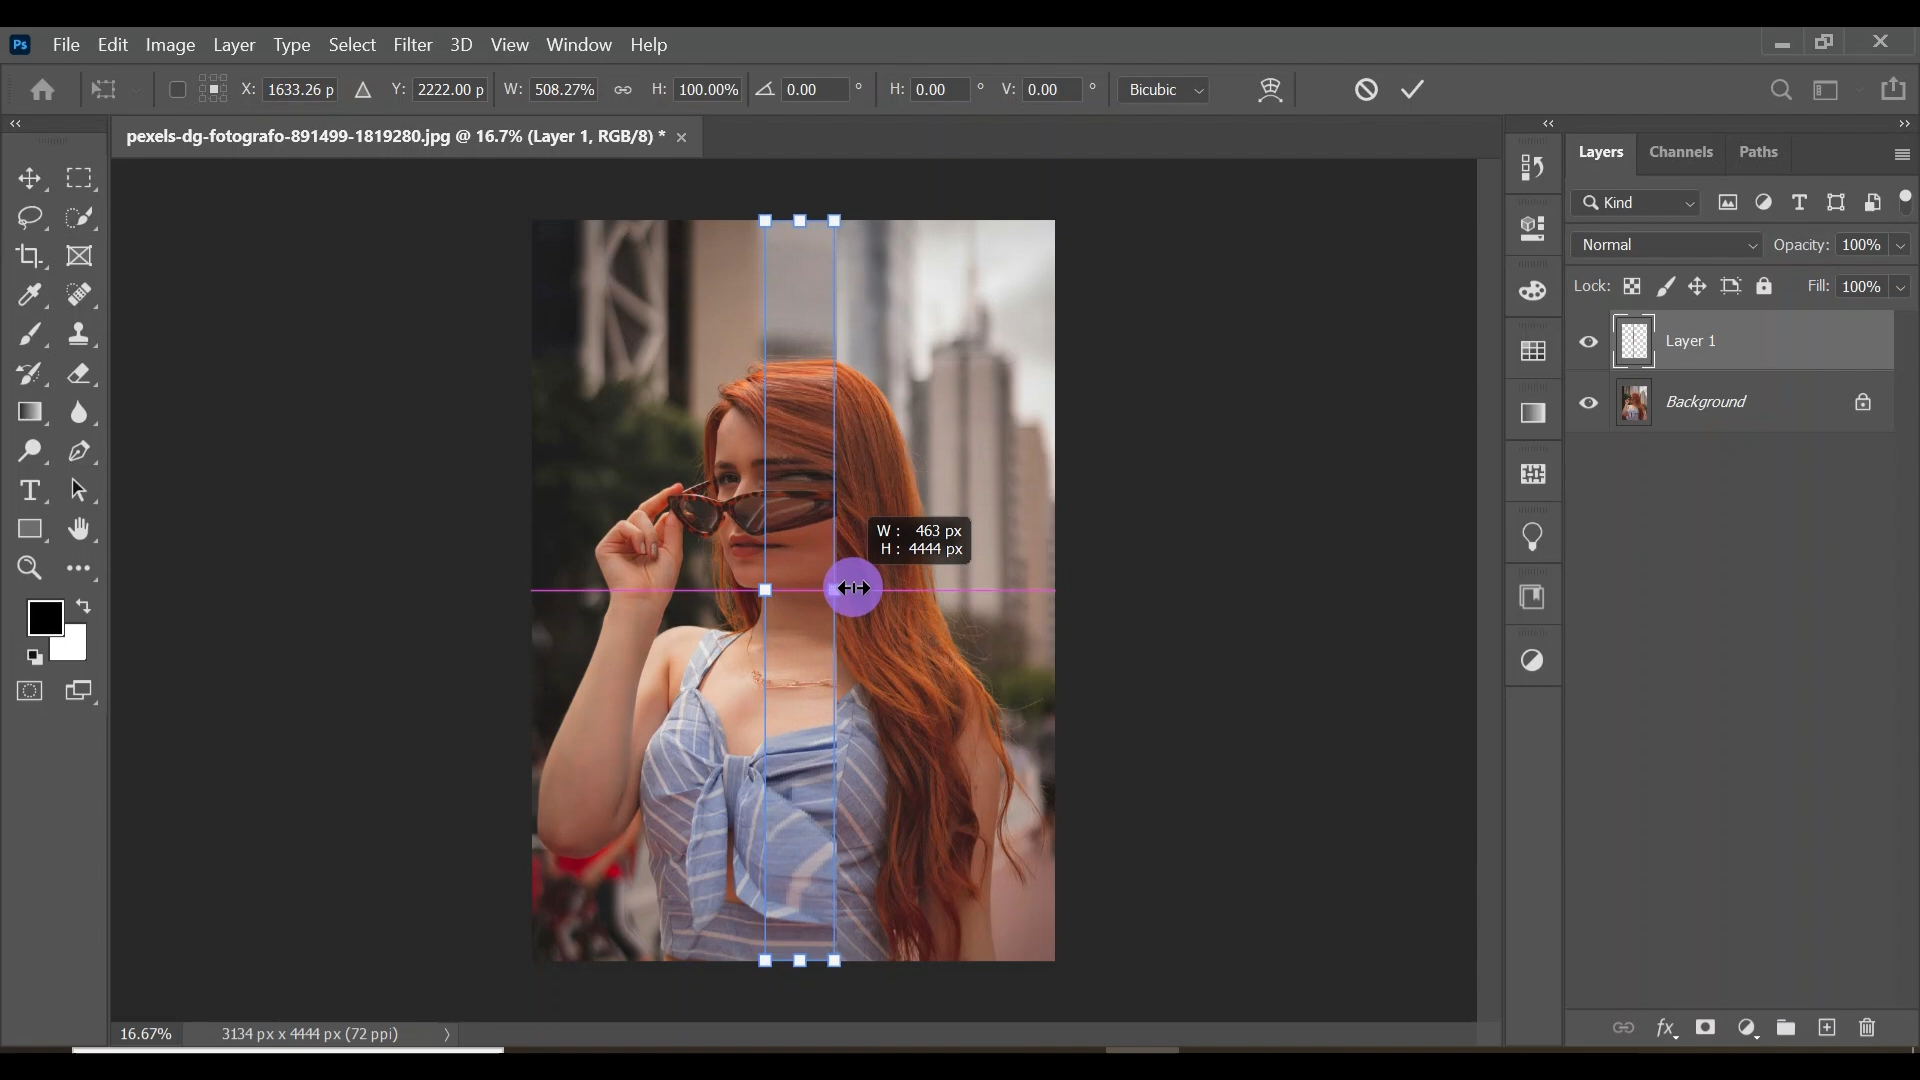 Ps File Edit Image Layer Type Select Filter 3D View Window Help
X: 1633.26 p Y: 2222.00 p W: 508.27% H: 100.00% 0.00 ° H: 0.00 ° V: 0.00 ° Bicubic
pexels-dg-fotografo-891499-1819280.jpg @ 16.7% (Layer 1, RGB/8) * ×
Layers Channels Paths
Kind
Normal Opacity: 100%
Lock: Fill: 100%
Layer 1
Background
W : 463 px
H : 4444 px
16.67% 3134 px x 4444 px (72 ppi)